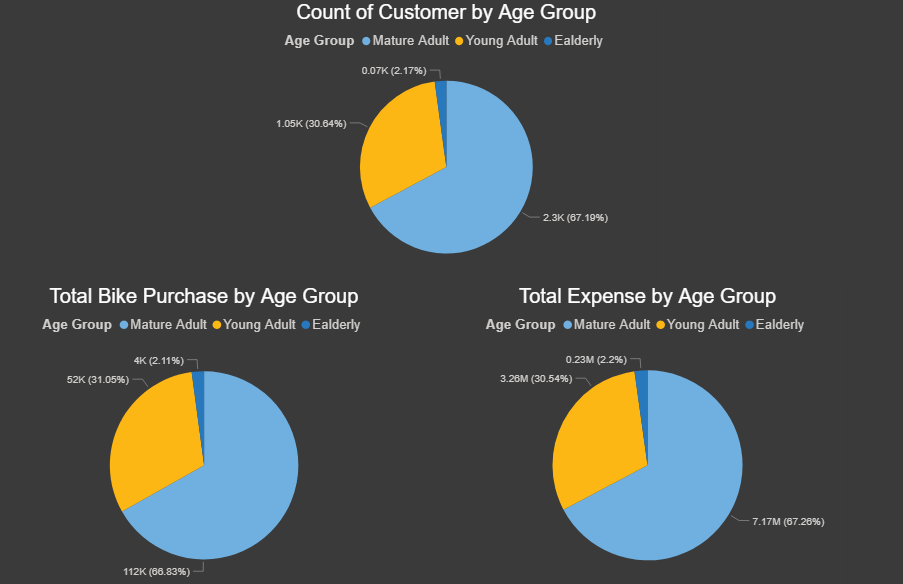 Count of Customer by Age Group
Age Group Mature Adult Young Adult Ealderly
0.07K (2.17%)
1.05K (30.64%)
2.3K (67.19%)
Total Bike Purchase by Age Group
Age Group Mature Adult Young Adult Ealderly
4K (2.11%)
52K (31.05%)
112K (66.83%)
Total Expense by Age Group
Age Group Mature Adult Young Adult Ealderly
0.23M (2.2%)
3.26M (30.54%)
7.17M (67.26%)